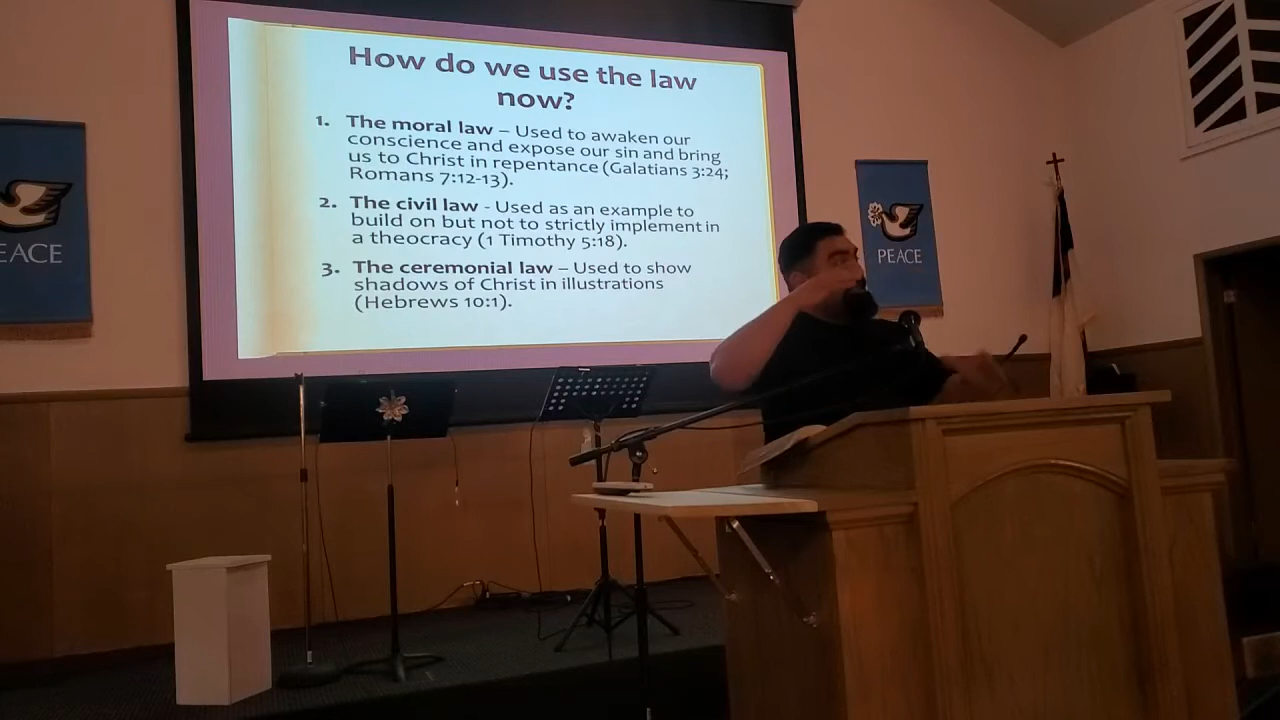 How do we use the law
now?
1. The moral law – Used to awaken our
conscience and expose our sin and bring
us to Christ in repentance (Galatians 3:24;
Romans 7:12-13).
2. The civil law - Used as an example to
build on but not to strictly implement in
a theocracy (1 Timothy 5:18).
3. The ceremonial law – Used to show
shadows of Christ in illustrations
(Hebrews 10:1).
EACE
PEACE